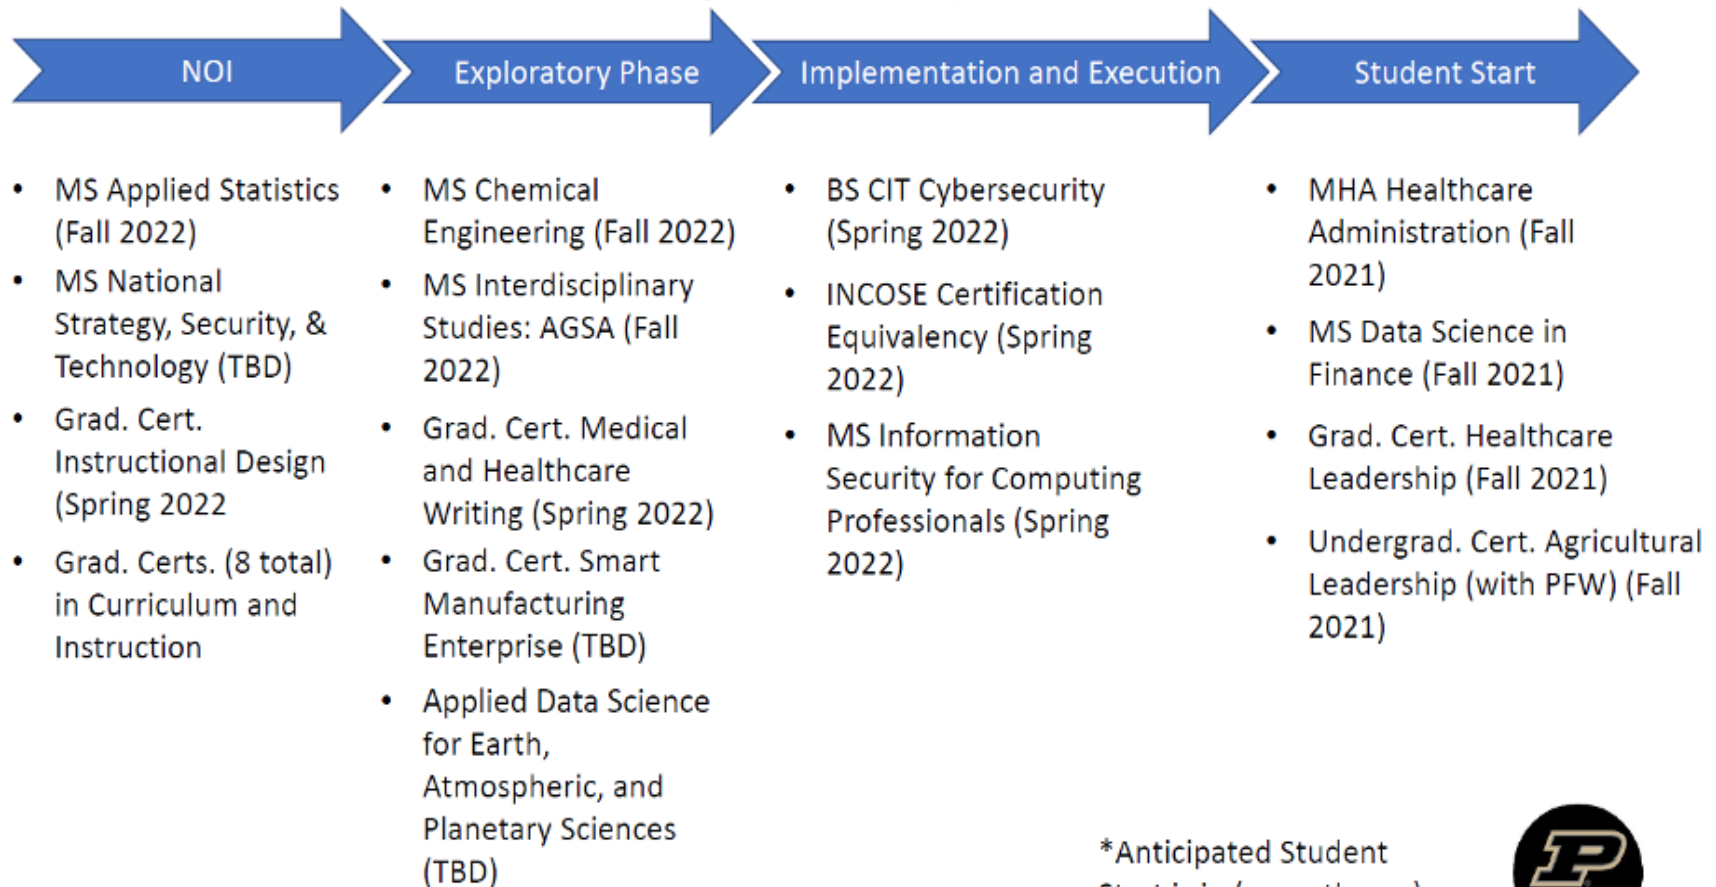 NOI
Exploratory Phase
Implementation and Execution
Student Start
• MS Applied Statistics
(Fall 2022)
• MS National
Strategy, Security, &
Technology (TBD)
• Grad. Cert.
Instructional Design
(Spring 2022
• Grad. Certs. (8 total)
in Curriculum and
Instruction
• MS Chemical
Engineering (Fall 2022)
• MS Interdisciplinary
Studies: AGSA (Fall
2022)
• Grad. Cert. Medical
and Healthcare
Writing (Spring 2022)
• Grad. Cert. Smart
Manufacturing
Enterprise (TBD)
• Applied Data Science
for Earth,
Atmospheric, and
Planetary Sciences
(TBD)
• BS CIT Cybersecurity
(Spring 2022)
• INCOSE Certification
Equivalency (Spring
2022)
• MS Information
Security for Computing
Professionals (Spring
2022)
• MHA Healthcare
Administration (Fall
2021)
• MS Data Science in
Finance (Fall 2021)
• Grad. Cert. Healthcare
Leadership (Fall 2021)
• Undergrad. Cert. Agricultural
Leadership (with PFW) (Fall
2021)
*Anticipated Student
P